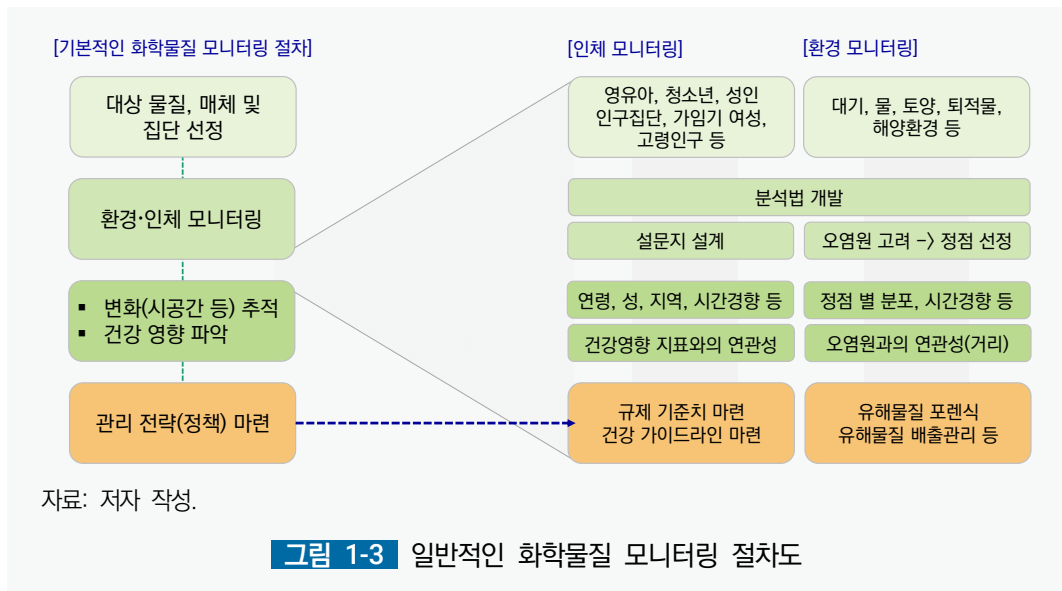 [기본적인 화학물질 모니터링 절차]
대상 물질, 매체 및
집단 선정
환경·인체 모니터링
▪ 변화(시공간 등) 추적
▪ 건강 영향 파악
관리 전략(정책) 마련
[인체 모니터링]
[환경 모니터링]
영유아, 청소년, 성인
인구집단, 가임기 여성,
고령인구 등
대기, 물, 토양, 퇴적물,
해양환경 등
분석법 개발
설문지 설계
오염원 고려 -> 정점 선정
연령, 성, 지역, 시간경향 등
정점 별 분포, 시간경향 등
건강영향 지표와의 연관성
오염원과의 연관성(거리)
규제 기준치 마련
건강 가이드라인 마련
유해물질 포렌식
유해물질 배출관리 등
자료: 저자 작성.
그림 1-3 일반적인 화학물질 모니터링 절차도